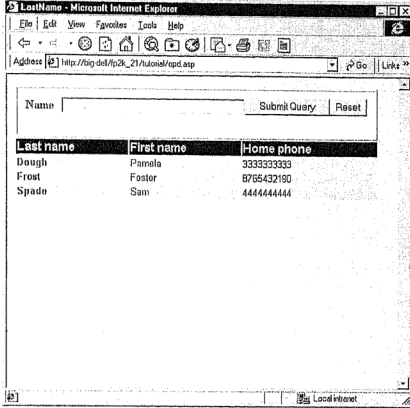 LastName - Microsoft Internet Explorer
File Edit View Favorites Tools Help
Address http://big-dell/fp2k_21/tutorial/opd.asp Go Links »
Name Submit Query Reset
Last name First name Home phone
Dough Pamela 3333333333
Frost Foster 8765432190
Spade Sam 4444444444
Local intranet